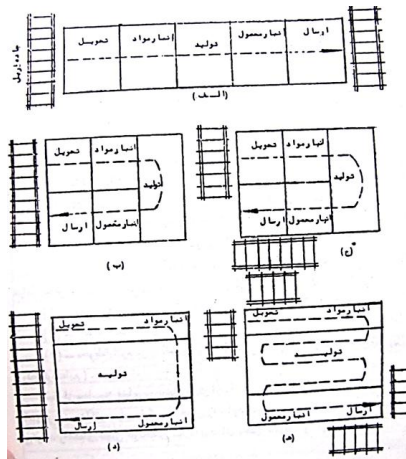 تحویل انبار مواد تولید انبار محصول ارسال
جاده/ریل
(الف)
تحویل انبار مواد
تولید
ارسال انبار محصول
(ب)
تحویل انبار مواد
تولید
ارسال انبار محصول
(ج)
تحویل انبار مواد
تولید
ارسال انبار محصول
(د)
تحویل انبار مواد
تولید
انبار محصول ارسال
(ه)